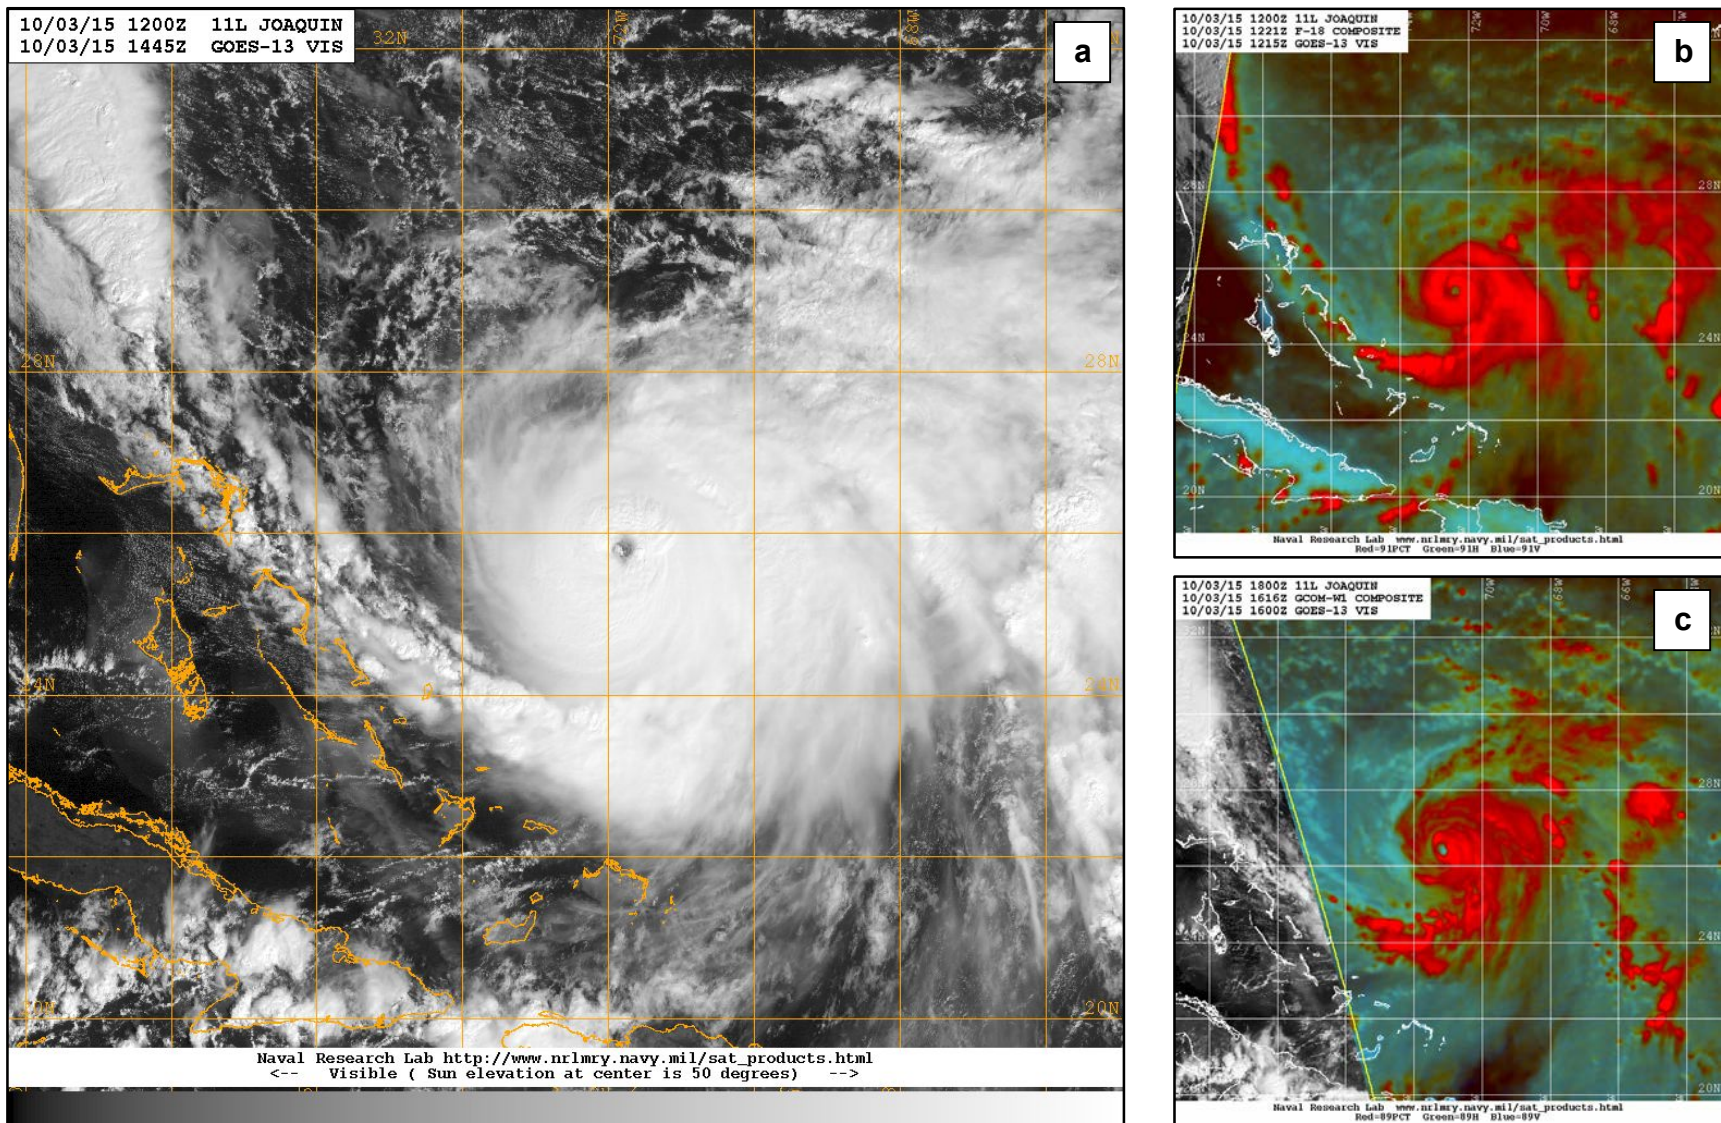 10/03/15 1200Z 11L JOAQUIN
10/03/15 1445Z GOES-13 VIS
a
32N
72W
68W
28N
28N
24N
24N
20N
20N
Naval Research Lab http://www.nrlmry.navy.mil/sat_products.html
<-- Visible ( Sun elevation at center is 50 degrees) -->
10/03/15 1200Z 11L JOAQUIN
10/03/15 1221Z F-18 COMPOSITE
10/03/15 1215Z GOES-13 VIS
b
72W
70W
68W
28N
28N
24N
24N
20N
20N
Naval Research Lab www.nrlmry.navy.mil/sat_products.html
Red=91PCT Green=91H Blue=91V
10/03/15 1800Z 11L JOAQUIN
10/03/15 1616Z GCOM-W1 COMPOSITE
10/03/15 1600Z GOES-13 VIS
c
70W
68W
66W
32N
28N
28N
24N
24N
20N
Naval Research Lab www.nrlmry.navy.mil/sat_products.html
Red=89PCT Green=89H Blue=89V